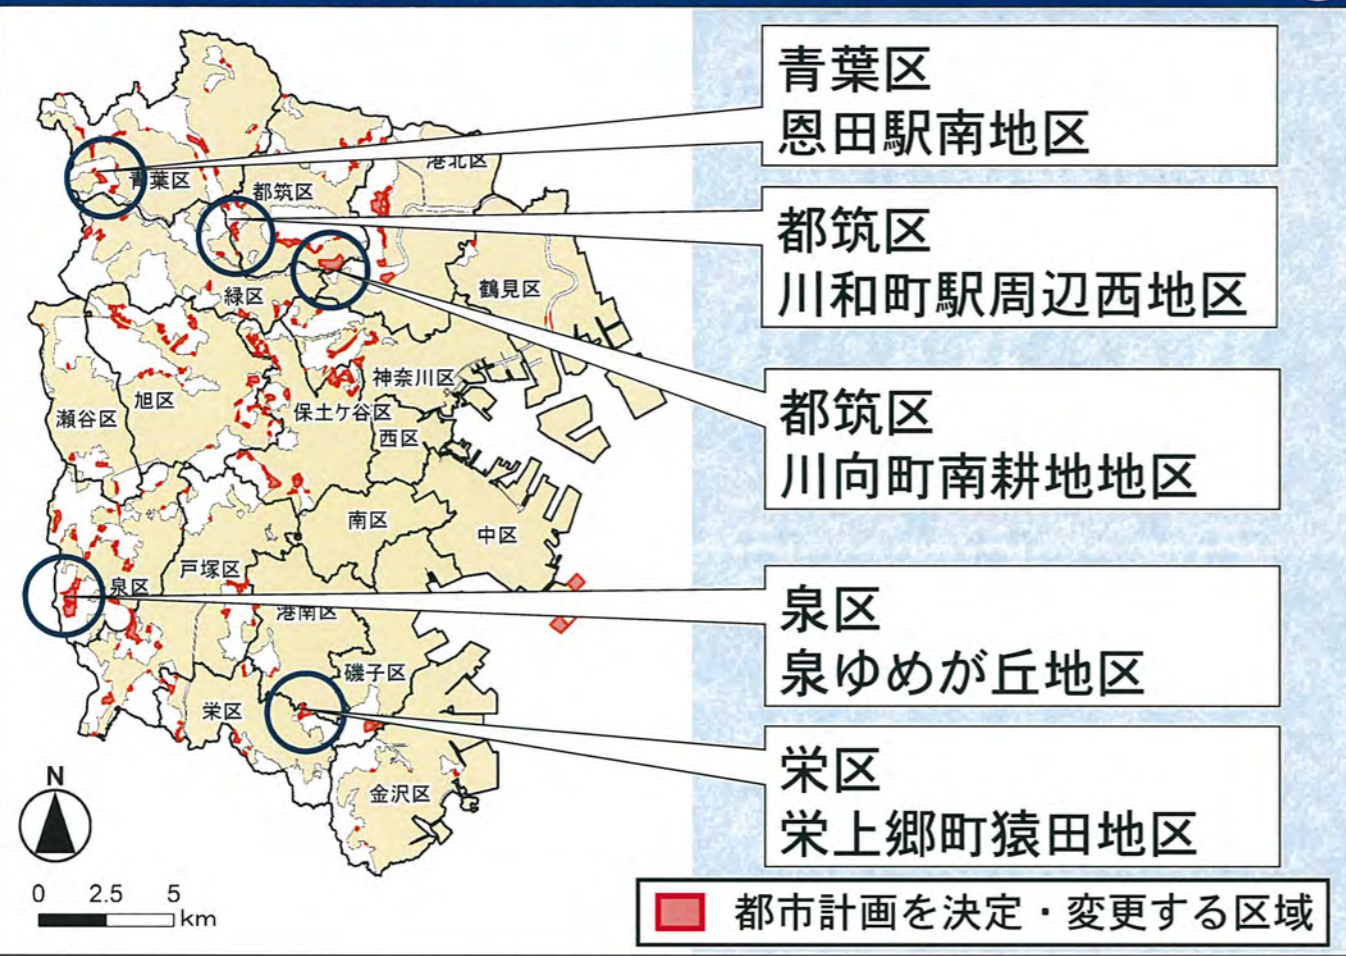 青葉区
恩田駅南地区
都筑区
川和町駅周辺西地区
都筑区
川向町南耕地地区
泉区
泉ゆめが丘地区
栄区
栄上郷町猿田地区
都市計画を決定・変更する区域
青葉区
都筑区
港北区
緑区
鶴見区
神奈川区
旭区
瀬谷区
保土ケ谷区
西区
南区
中区
戸塚区
泉区
港南区
磯子区
栄区
金沢区
N
0 2.5 5
km